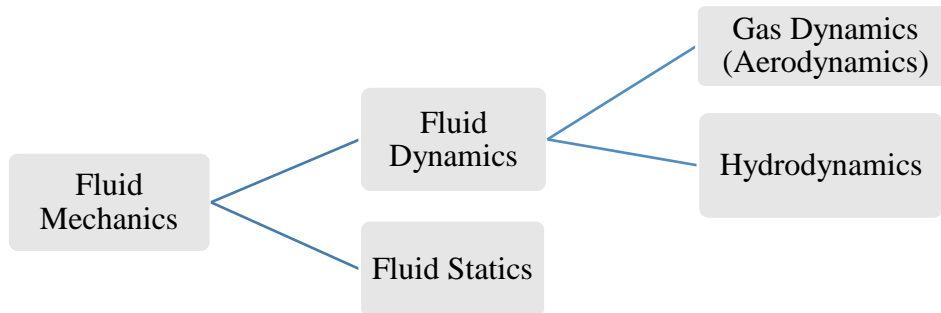 Gas Dynamics
(Aerodynamics)
Fluid
Dynamics
Hydrodynamics
Fluid
Mechanics
Fluid Statics